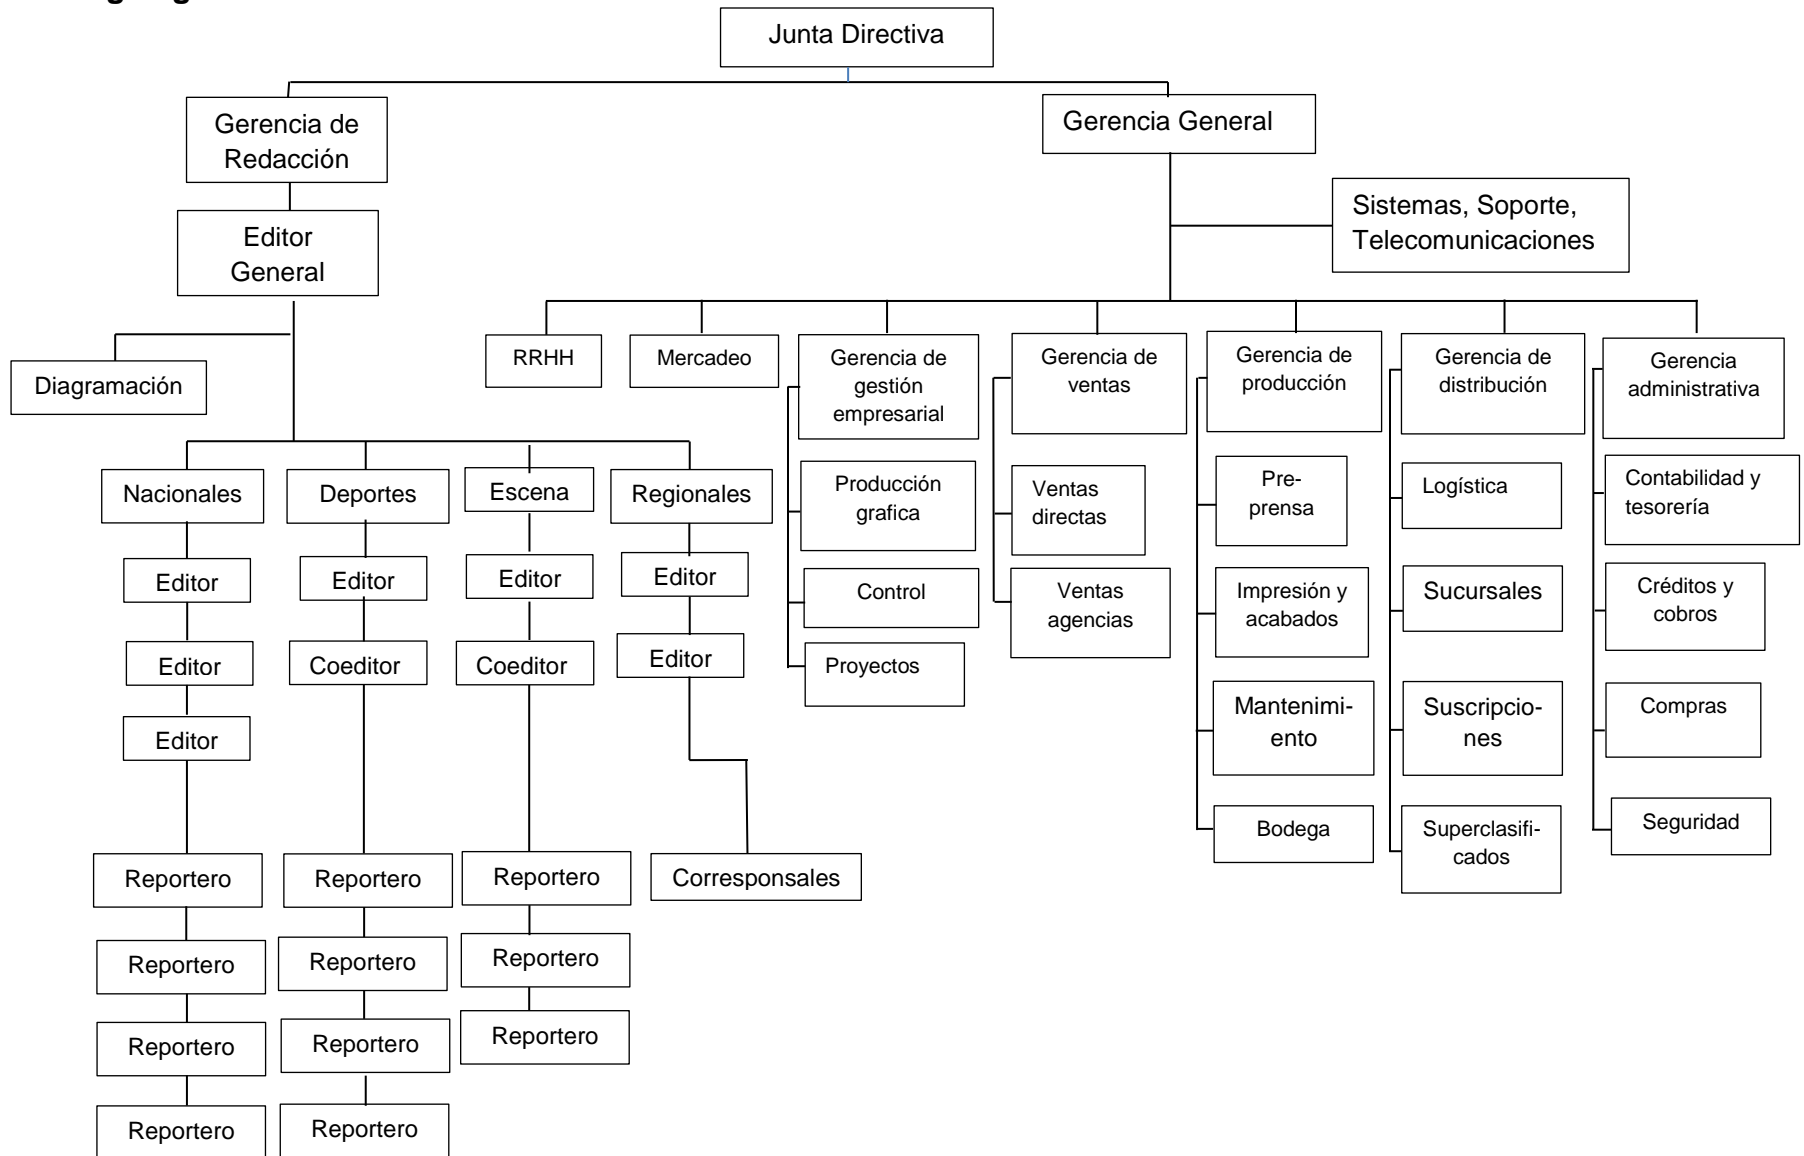 Junta Directiva
Gerencia de
Redacción
Gerencia General
Editor
General
Sistemas, Soporte,
Telecomunicaciones
Diagramación
RRHH
Mercadeo
Gerencia de
gestión
empresarial
Gerencia de
ventas
Gerencia de
producción
Gerencia de
distribución
Gerencia
administrativa
Nacionales
Deportes
Escena
Regionales
Producción
grafica
Ventas
directas
Pre-
prensa
Logística
Contabilidad y
tesorería
Editor
Editor
Editor
Editor
Control
Ventas
agencias
Impresión y
acabados
Sucursales
Créditos y
cobros
Editor
Coeditor
Coeditor
Editor
Proyectos
Editor
Mantenimi-
ento
Suscripcio-
nes
Compras
Bodega
Superclasifi-
cados
Seguridad
Reportero
Reportero
Reportero
Corresponsales
Reportero
Reportero
Reportero
Reportero
Reportero
Reportero
Reportero
Reportero